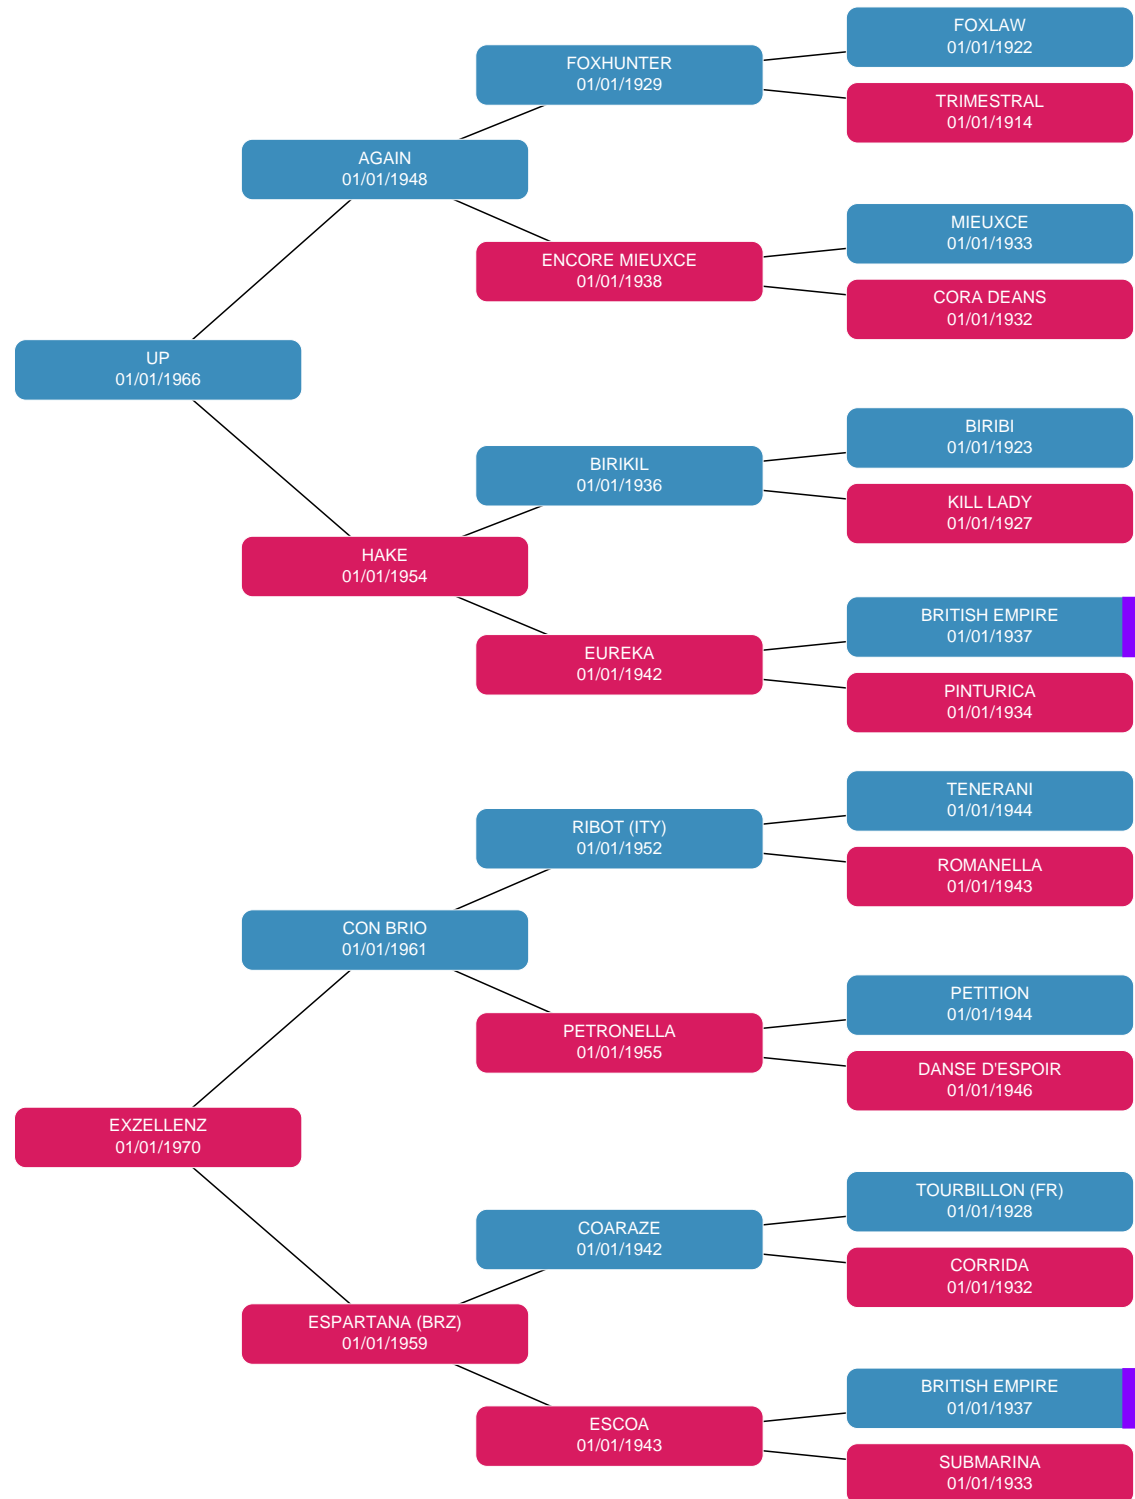 FOXLAW
01/01/1922
FOXHUNTER
01/01/1929
TRIMESTRAL
01/01/1914
AGAIN
01/01/1948
MIEUXCE
01/01/1933
ENCORE MIEUXCE
01/01/1938
CORA DEANS
01/01/1932
UP
01/01/1966
BIRIBI
01/01/1923
BIRIKIL
01/01/1936
KILL LADY
01/01/1927
HAKE
01/01/1954
BRITISH EMPIRE
01/01/1937
EUREKA
01/01/1942
PINTURICA
01/01/1934
TENERANI
01/01/1944
RIBOT (ITY)
01/01/1952
ROMANELLA
01/01/1943
CON BRIO
01/01/1961
PETITION
01/01/1944
PETRONELLA
01/01/1955
DANSE D'ESPOIR
01/01/1946
EXZELLENZ
01/01/1970
TOURBILLON (FR)
01/01/1928
COARAZE
01/01/1942
CORRIDA
01/01/1932
ESPARTANA (BRZ)
01/01/1959
BRITISH EMPIRE
01/01/1937
ESCOA
01/01/1943
SUBMARINA
01/01/1933